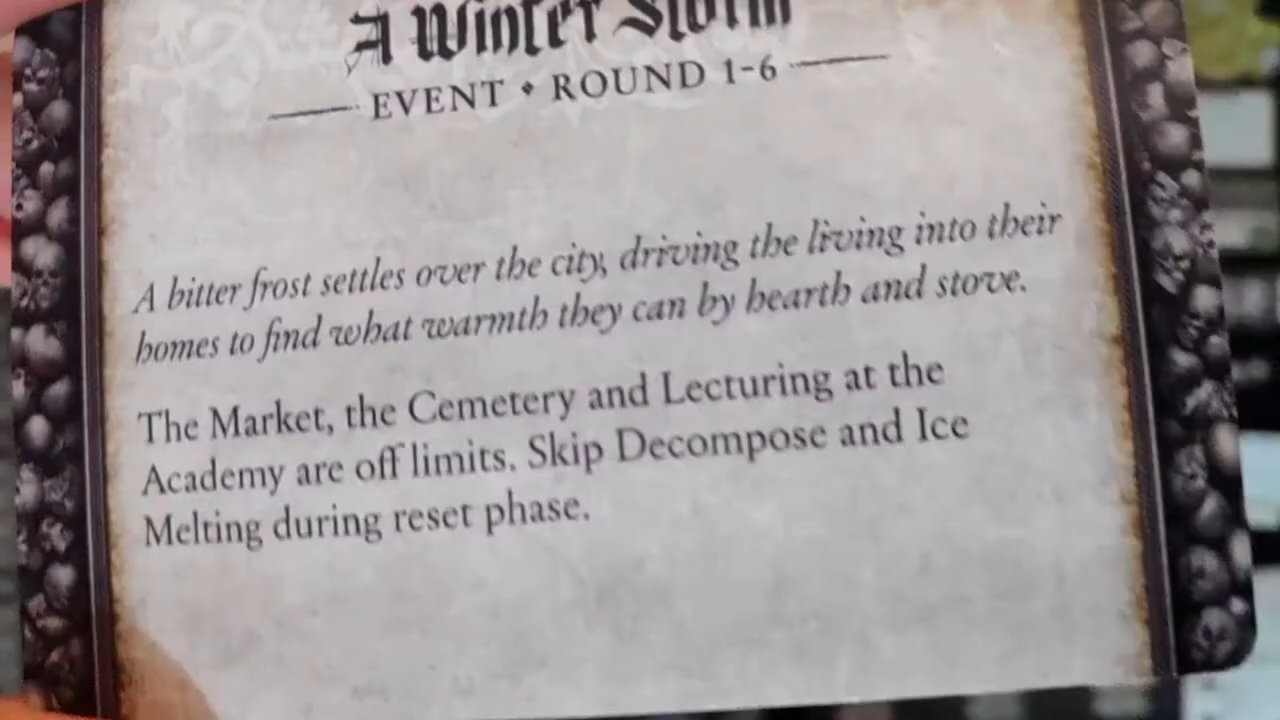 A Winter Storm
EVENT • ROUND 1-6
A bitter frost settles over the city, driving the living into their
homes to find what warmth they can by hearth and stove.
The Market, the Cemetery and Lecturing at the
Academy are off limits. Skip Decompose and Ice
Melting during reset phase.